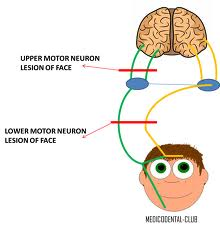 UPPER MOTOR NEURON
LESION OF FACE
LOWER MOTOR NEURON
LESION OF FACE
MEDICODENTAL-CLUB